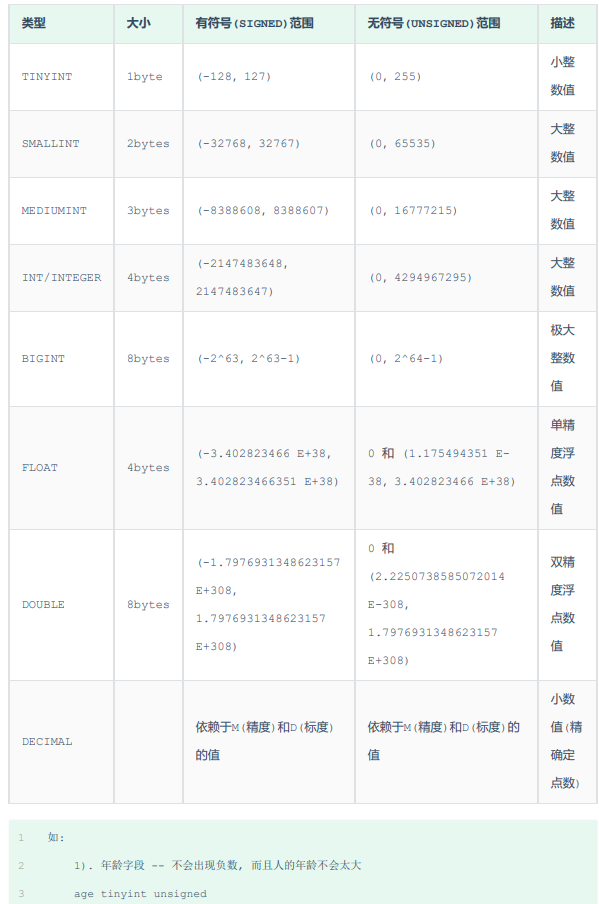 类型 大小 有符号(SIGNED)范围 无符号(UNSIGNED)范围 描述
TINYINT 1byte (-128, 127) (0, 255) 小整
数值
SMALLINT 2bytes (-32768, 32767) (0, 65535) 大整
数值
MEDIUMINT 3bytes (-8388608, 8388607) (0, 16777215) 大整
数值
INT/INTEGER 4bytes (-2147483648,
2147483647) (0, 4294967295) 大整
数值
BIGINT 8bytes (-2^63, 2^63-1) (0, 2^64-1) 极大
整数
值
FLOAT 4bytes (-3.402823466 E+38,
3.402823466351 E+38) 0 和 (1.175494351 E-
38, 3.402823466 E+38) 单精
度浮
点数
值
DOUBLE 8bytes (-1.7976931348623157
E+308,
1.7976931348623157
E+308) 0 和
(2.2250738585072014
E-308,
1.7976931348623157
E+308) 双精
度浮
点数
值
DECIMAL 依赖于M(精度)和D(标度)
的值 依赖于M(精度)和D(标度)的
值 小数
值(精
确定
点数)
1 如:
2 1). 年龄字段 -- 不会出现负数, 而且人的年龄不会太大
3 age tinyint unsigned